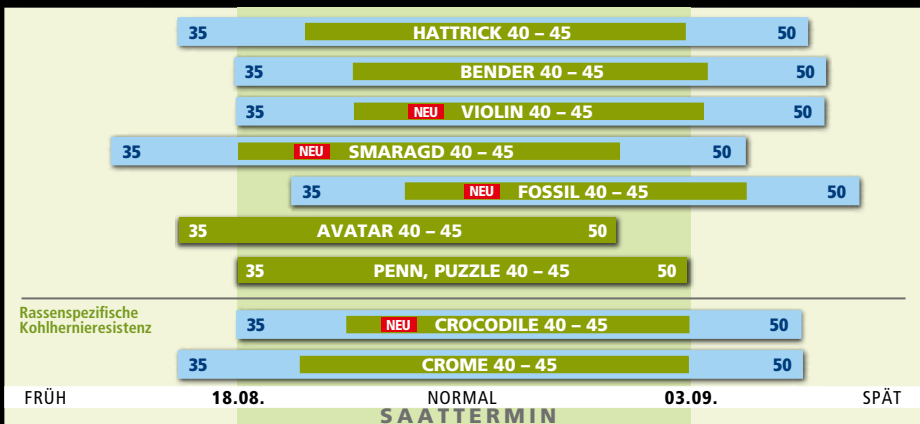 35 HATTRICK 40 – 45 50
35 BENDER 40 – 45 50
35 NEU VIOLIN 40 – 45 50
35 NEU SMARAGD 40 – 45 50
35 NEU FOSSIL 40 – 45 50
35 AVATAR 40 – 45 50
35 PENN, PUZZLE 40 – 45 50
Rassenspezifische
Kohlhernieresistenz
35 NEU CROCODILE 40 – 45 50
35 CROME 40 – 45 50
FRÜH 18.08. NORMAL 03.09. SPÄT
SAATTERMIN